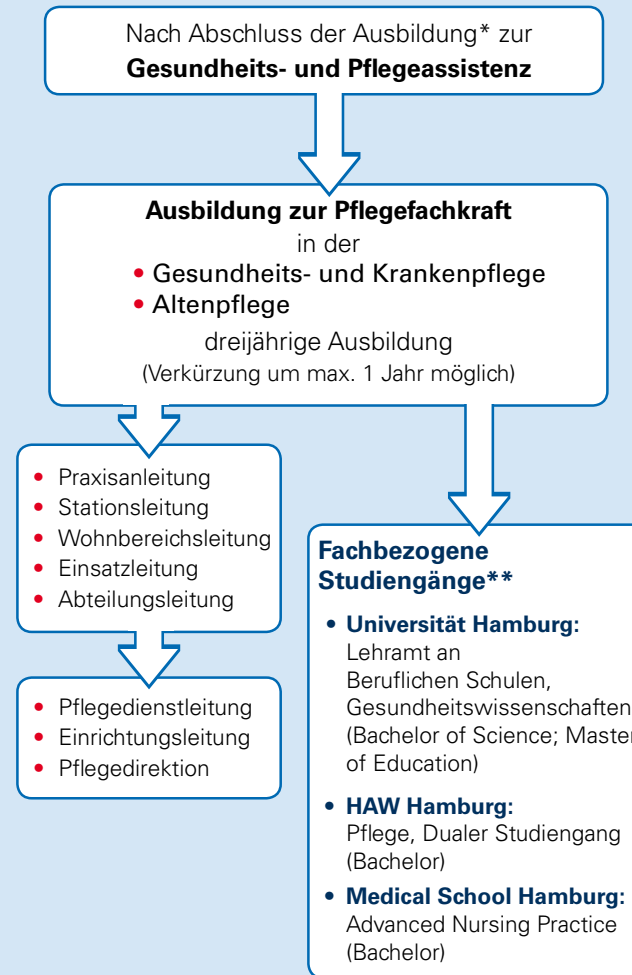 Nach Abschluss der Ausbildung* zur
Gesundheits- und Pflegeassistenz
Ausbildung zur Pflegefachkraft
in der
• Gesundheits- und Krankenpflege
• Altenpflege
dreijährige Ausbildung
(Verkürzung um max. 1 Jahr möglich)
• Praxisanleitung
• Stationsleitung
• Wohnbereichsleitung
• Einsatzleitung
• Abteilungsleitung
• Pflegedienstleitung
• Einrichtungsleitung
• Pflegedirektion
Fachbezogene
Studiengänge**
• Universität Hamburg:
Lehramt an
Beruflichen Schulen,
Gesundheitswissenschaften
(Bachelor of Science; Master
of Education)
• HAW Hamburg:
Pflege, Dualer Studiengang
(Bachelor)
• Medical School Hamburg:
Advanced Nursing Practice
(Bachelor)